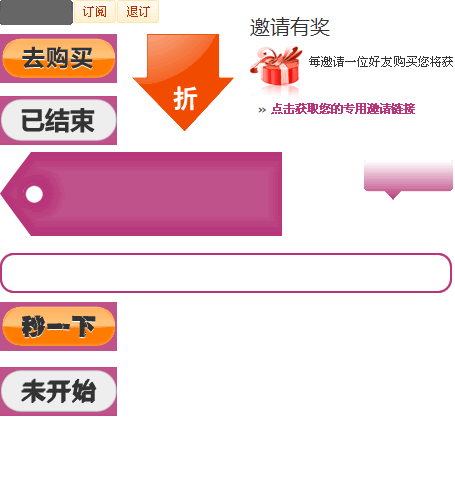 订阅 退订
邀请有奖
去购买
每邀请一位好友购买您将获
折
» 点击获取您的专用邀请链接
已结束
秒一下
未开始